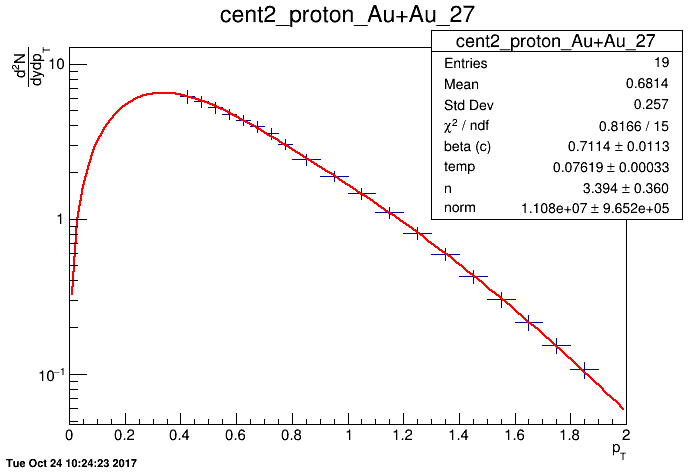 cent2_proton_Au+Au_27
cent2_proton_Au+Au_27
Entries 19
Mean 0.6814
Std Dev 0.257
χ² / ndf 0.8166 / 15
beta (c) 0.7114 ± 0.0113
temp 0.07619 ± 0.00033
n 3.394 ± 0.360
norm 1.108e+07 ± 9.652e+05
d²N
dydp_T
10
1
10⁻¹
0 0.2 0.4 0.6 0.8 1 1.2 1.4 1.6 1.8 2
p_T
Tue Oct 24 10:24:23 2017